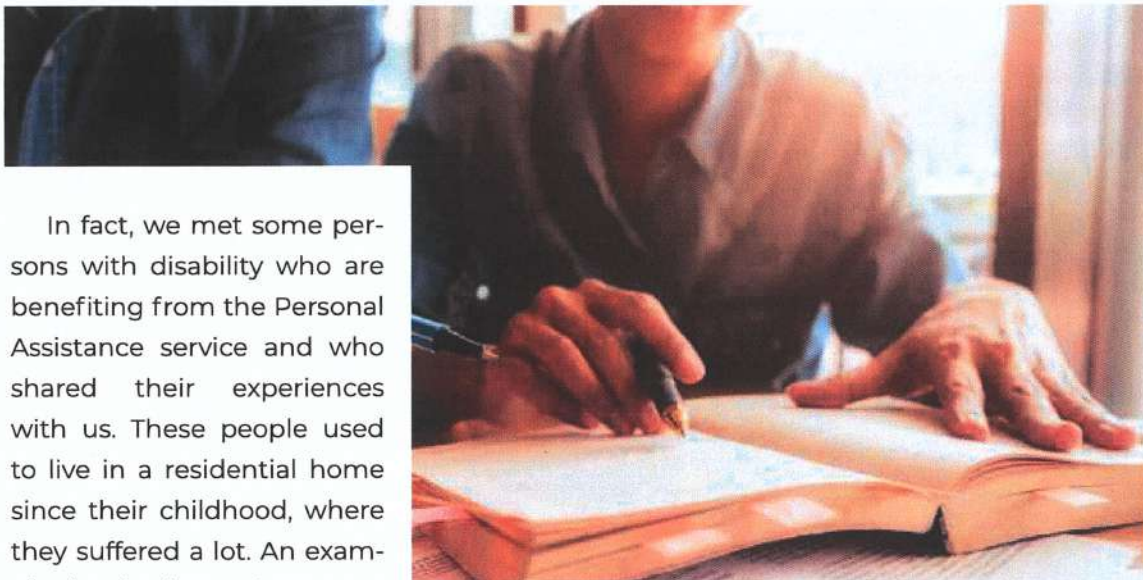 In fact, we met some per-
sons with disability who are
benefiting from the Personal
Assistance service and who
shared their experiences
with us. These people used
to live in a residential home
since their childhood, where
they suffered a lot. An exam-